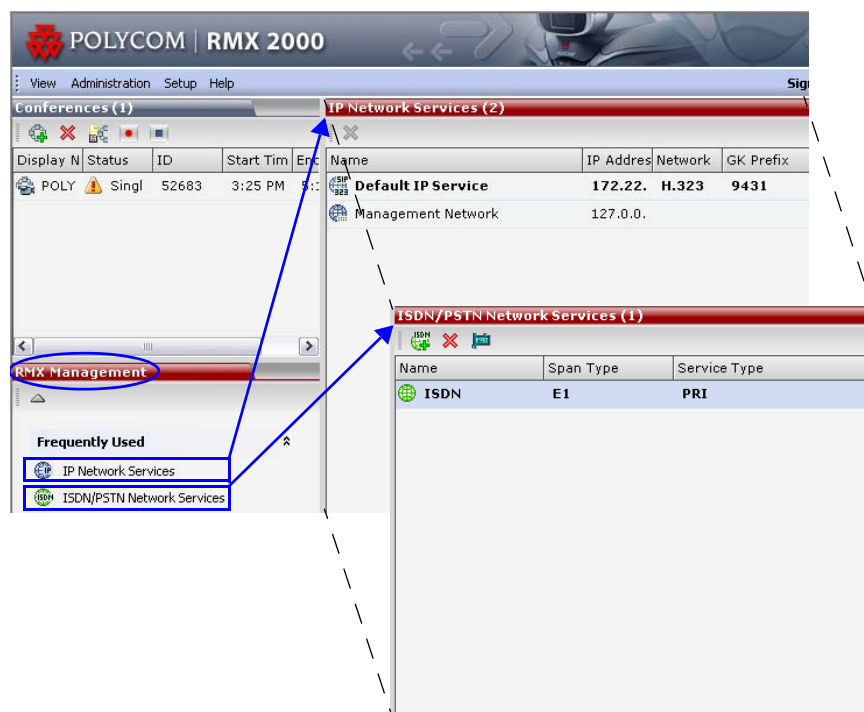 POLYCOM | RMX 2000
View Administration Setup Help
Conferences (1)
Display N Status ID Start Tim
POLY Singl 52683 3:25 PM
RMX Management
Frequently Used
IP Network Services
ISDN/PSTN Network Services
IP Network Services (2)
Name IP Addres Network GK Prefix
Default IP Service 172.22. H.323 9431
Management Network 127.0.0.
ISDN/PSTN Network Services (1)
Name Span Type Service Type
ISDN E1 PRI